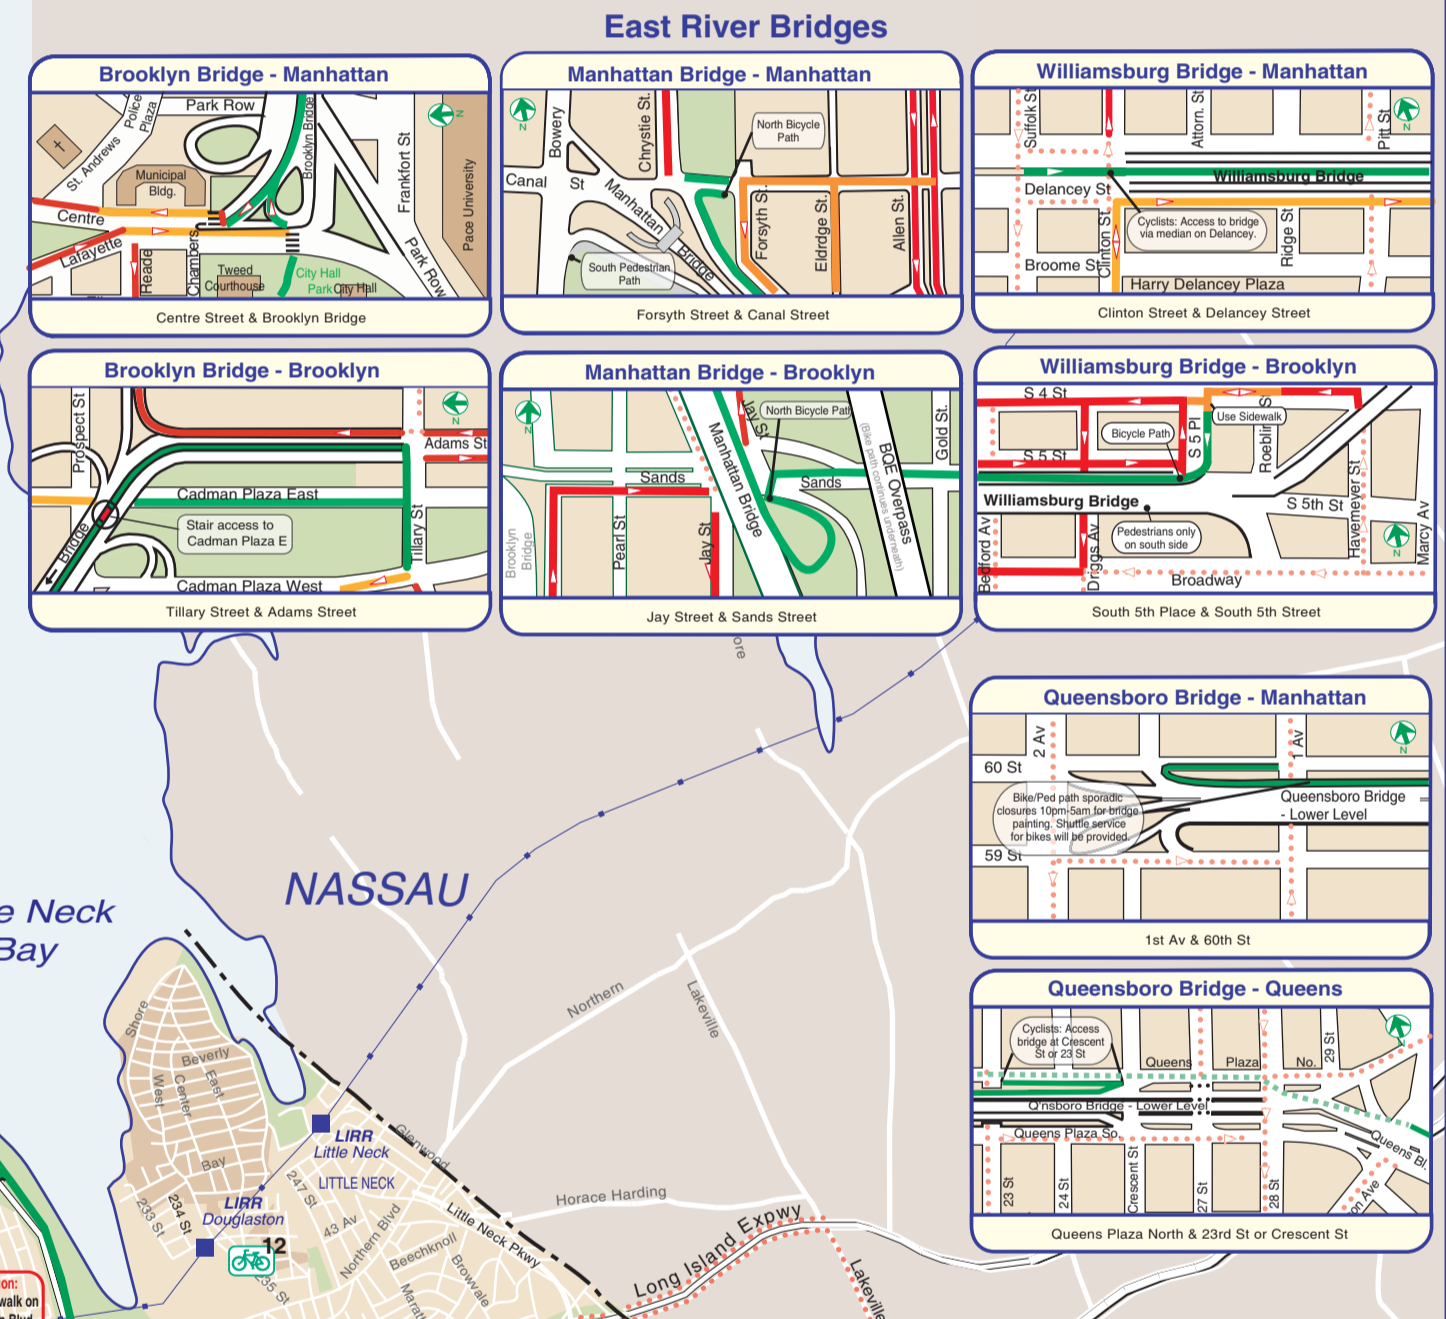 East River Bridges
Brooklyn Bridge - Manhattan
Park Row
Police
Plaza
St. Andrews
Municipal
Bldg.
Brooklyn Bridge
Frankfort St
Pace University
N
Centre
Lafayette
Reade
Chambers
Tweed
Courthouse
City Hall
Park
City Hall
Park Row
Centre Street & Brooklyn Bridge
Manhattan Bridge - Manhattan
N
Bowery
Chrystie St.
North Bicycle
Path
Canal
St
Manhattan
Bridge
South Pedestrian
Path
Forsyth St.
Eldridge St.
Allen St.
Forsyth Street & Canal Street
Williamsburg Bridge - Manhattan
Suffolk St
Attorn. St
Pitt St
N
Williamsburg Bridge
Delancey St
Cyclists: Access to bridge
via median on Delancey.
Clinton St
Ridge St
Broome St
Harry Delancey Plaza
Clinton Street & Delancey Street
Brooklyn Bridge - Brooklyn
Prospect St
N
Adams St
Cadman Plaza East
Stair access to
Cadman Plaza E
Bridge
Tillary St
Cadman Plaza West
Tillary Street & Adams Street
Manhattan Bridge - Brooklyn
N
Jay St
North Bicycle Path
Gold St.
Manhattan Bridge
BQE Overpass
(Bike path continues underneath)
Sands
Sands
Brooklyn
Bridge
Pearl St
Jay St
Jay Street & Sands Street
Williamsburg Bridge - Brooklyn
S 4 St
Use Sidewalk
Bicycle Path
S 5 Pl
S 5 St
Williamsburg Bridge
S 5th St
Pedestrians only
on south side
Bedford Av
Driggs Av
Havemeyer St
Marcy Av
N
Broadway
South 5th Place & South 5th Street
Queensboro Bridge - Manhattan
2 Av
1 Av
N
60 St
Bike/Ped path sporadic
closures 10pm-5am for bridge
painting. Shuttle service
for bikes will be provided.
Queensboro Bridge
- Lower Level
59 St
1st Av & 60th St
Queensboro Bridge - Queens
Cyclists: Access
bridge at Crescent
St or 23 St
Queens
Plaza
No.
29 St
Q'nsboro Bridge - Lower Level
Queens Plaza So.
Queens Bl.
23 St
24 St
Crescent St
27 St
28 St
on Ave
Queens Plaza North & 23rd St or Crescent St
NASSAU
e Neck
Bay
Northern
Lakeville
Shore
Beverly
East
Center
West
Bay
233 St
234 St
235 St
LIRR
Little Neck
LITTLE NECK
LIRR
Douglaston
12
247 St
43 Av
Northern Blvd
Beechknoll
Browvale
Marat
Glenwood
Little Neck Pkwy
Horace Harding
Long Island Expwy
Lakeville
ore
on:
walk on